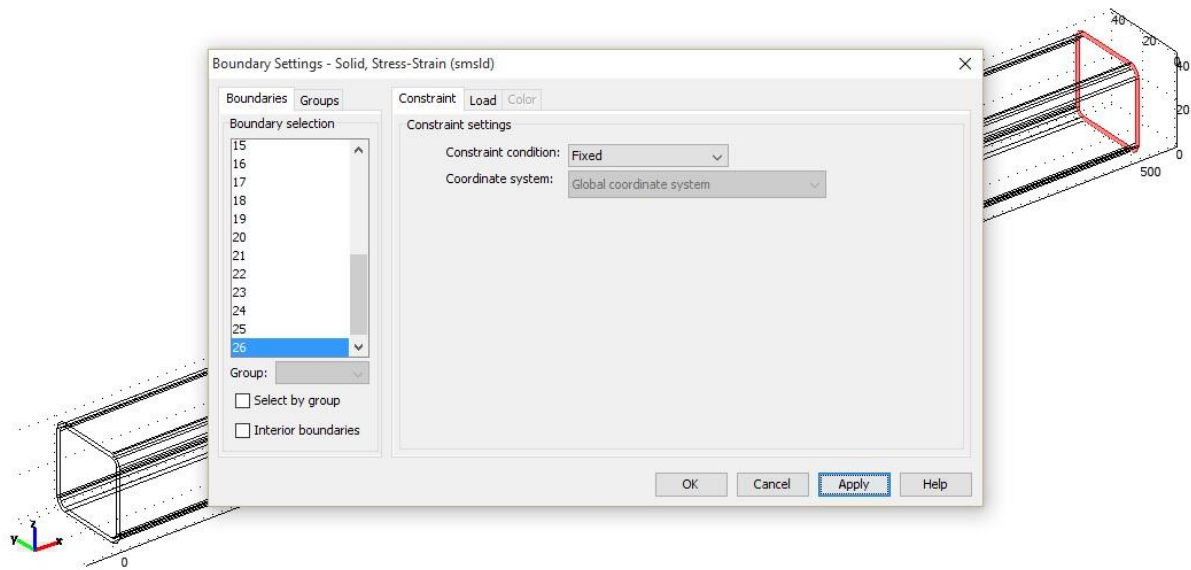 Boundary Settings - Solid, Stress-Strain (smsld)
Boundaries Groups
Boundary selection
15
16
17
18
19
20
21
22
23
24
25
26
Group:
Select by group
Interior boundaries
Constraint Load Color
Constraint settings
Constraint condition: Fixed
Coordinate system: Global coordinate system
OK Cancel Apply Help
40
20
40
20
0
0
500
z
y x
0